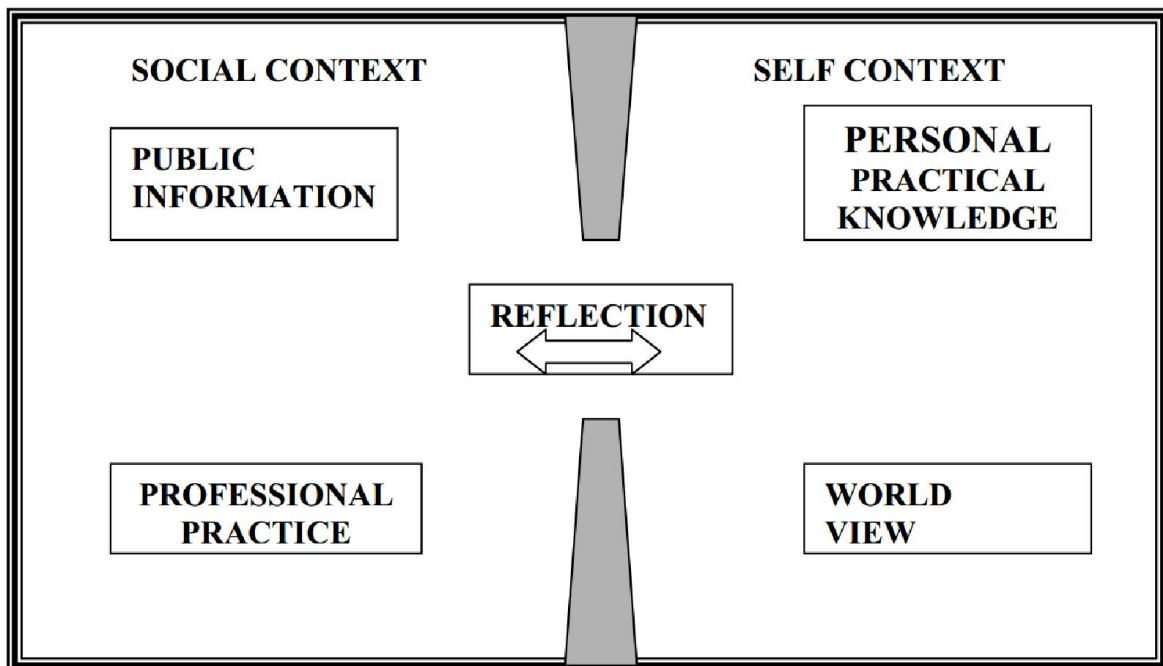 SOCIAL CONTEXT
SELF CONTEXT
PUBLIC
INFORMATION
PERSONAL
PRACTICAL
KNOWLEDGE
REFLECTION
PROFESSIONAL
PRACTICE
WORLD
VIEW